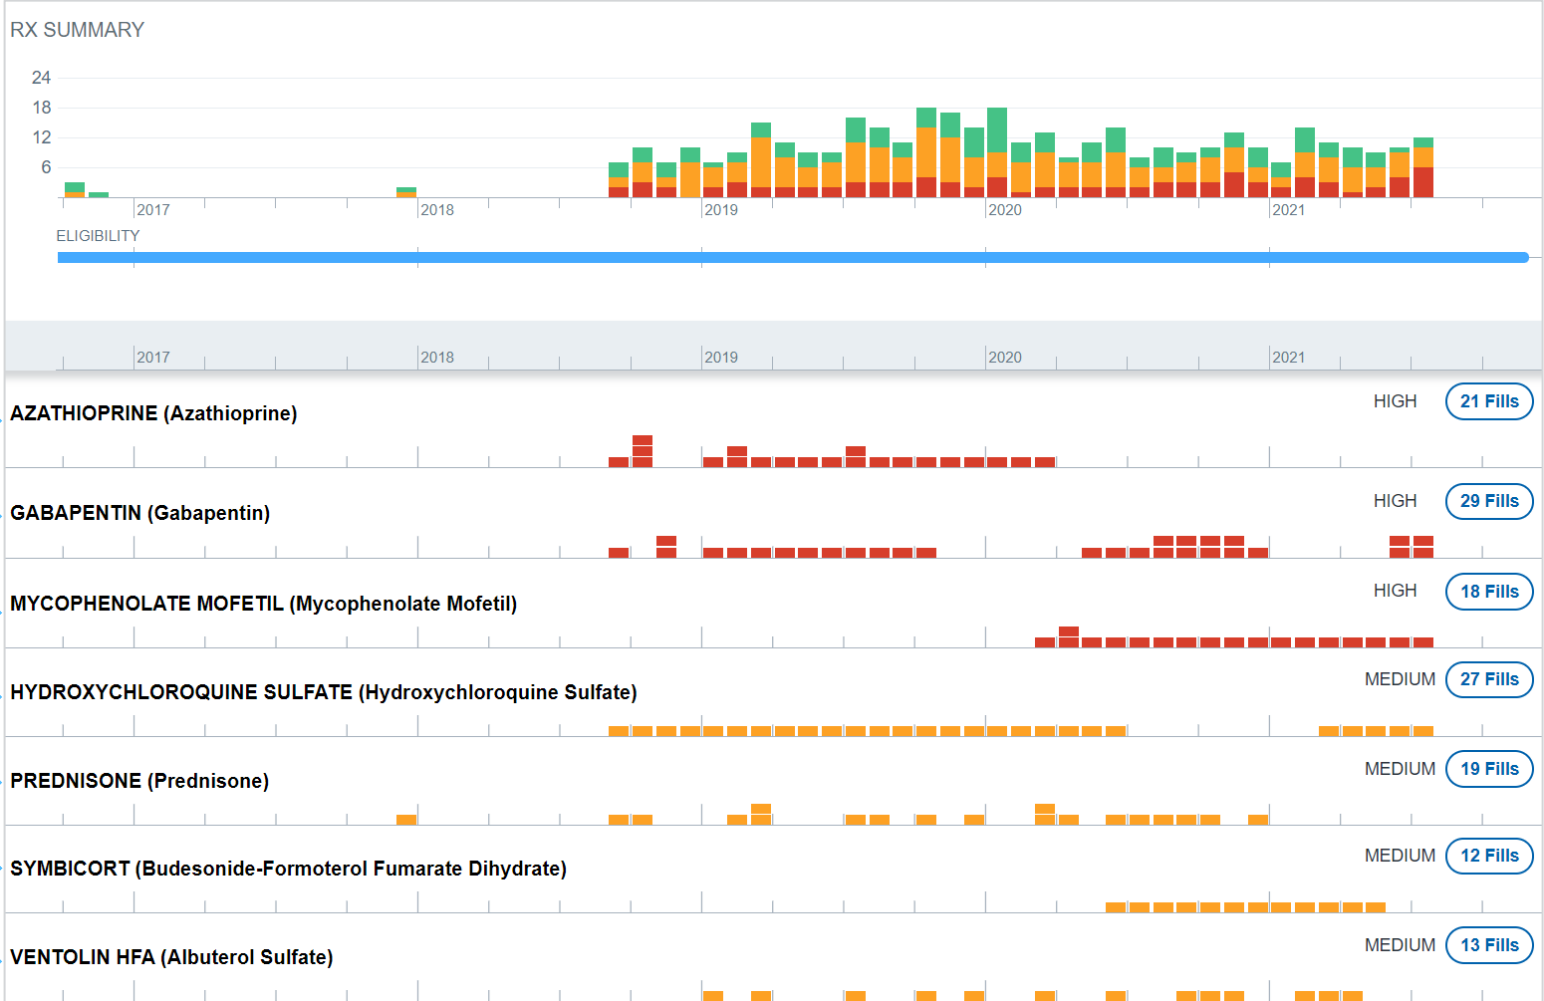 RX SUMMARY
24
18
12
6
2017 2018 2019 2020 2021
ELIGIBILITY
2017 2018 2019 2020 2021
AZATHIOPRINE (Azathioprine) HIGH 21 Fills
GABAPENTIN (Gabapentin) HIGH 29 Fills
MYCOPHENOLATE MOFETIL (Mycophenolate Mofetil) HIGH 18 Fills
HYDROXYCHLOROQUINE SULFATE (Hydroxychloroquine Sulfate) MEDIUM 27 Fills
PREDNISONE (Prednisone) MEDIUM 19 Fills
SYMBICORT (Budesonide-Formoterol Fumarate Dihydrate) MEDIUM 12 Fills
VENTOLIN HFA (Albuterol Sulfate) MEDIUM 13 Fills